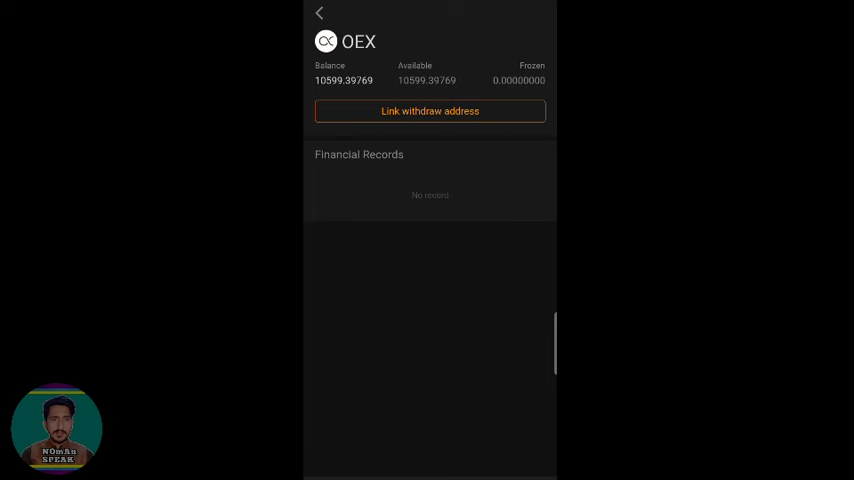 OEX
Balance Available Frozen
10599.39769 10599.39769 0.00000000
Link withdraw address
Financial Records
No record
NOmAn
SPEAK